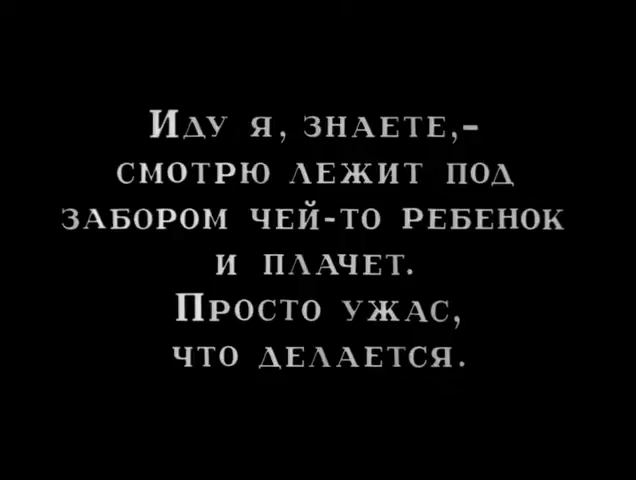 Иду я, знаете,-
смотрю лежит под
забором чей-то ребенок
и плачет.
Просто ужас,
что делается.